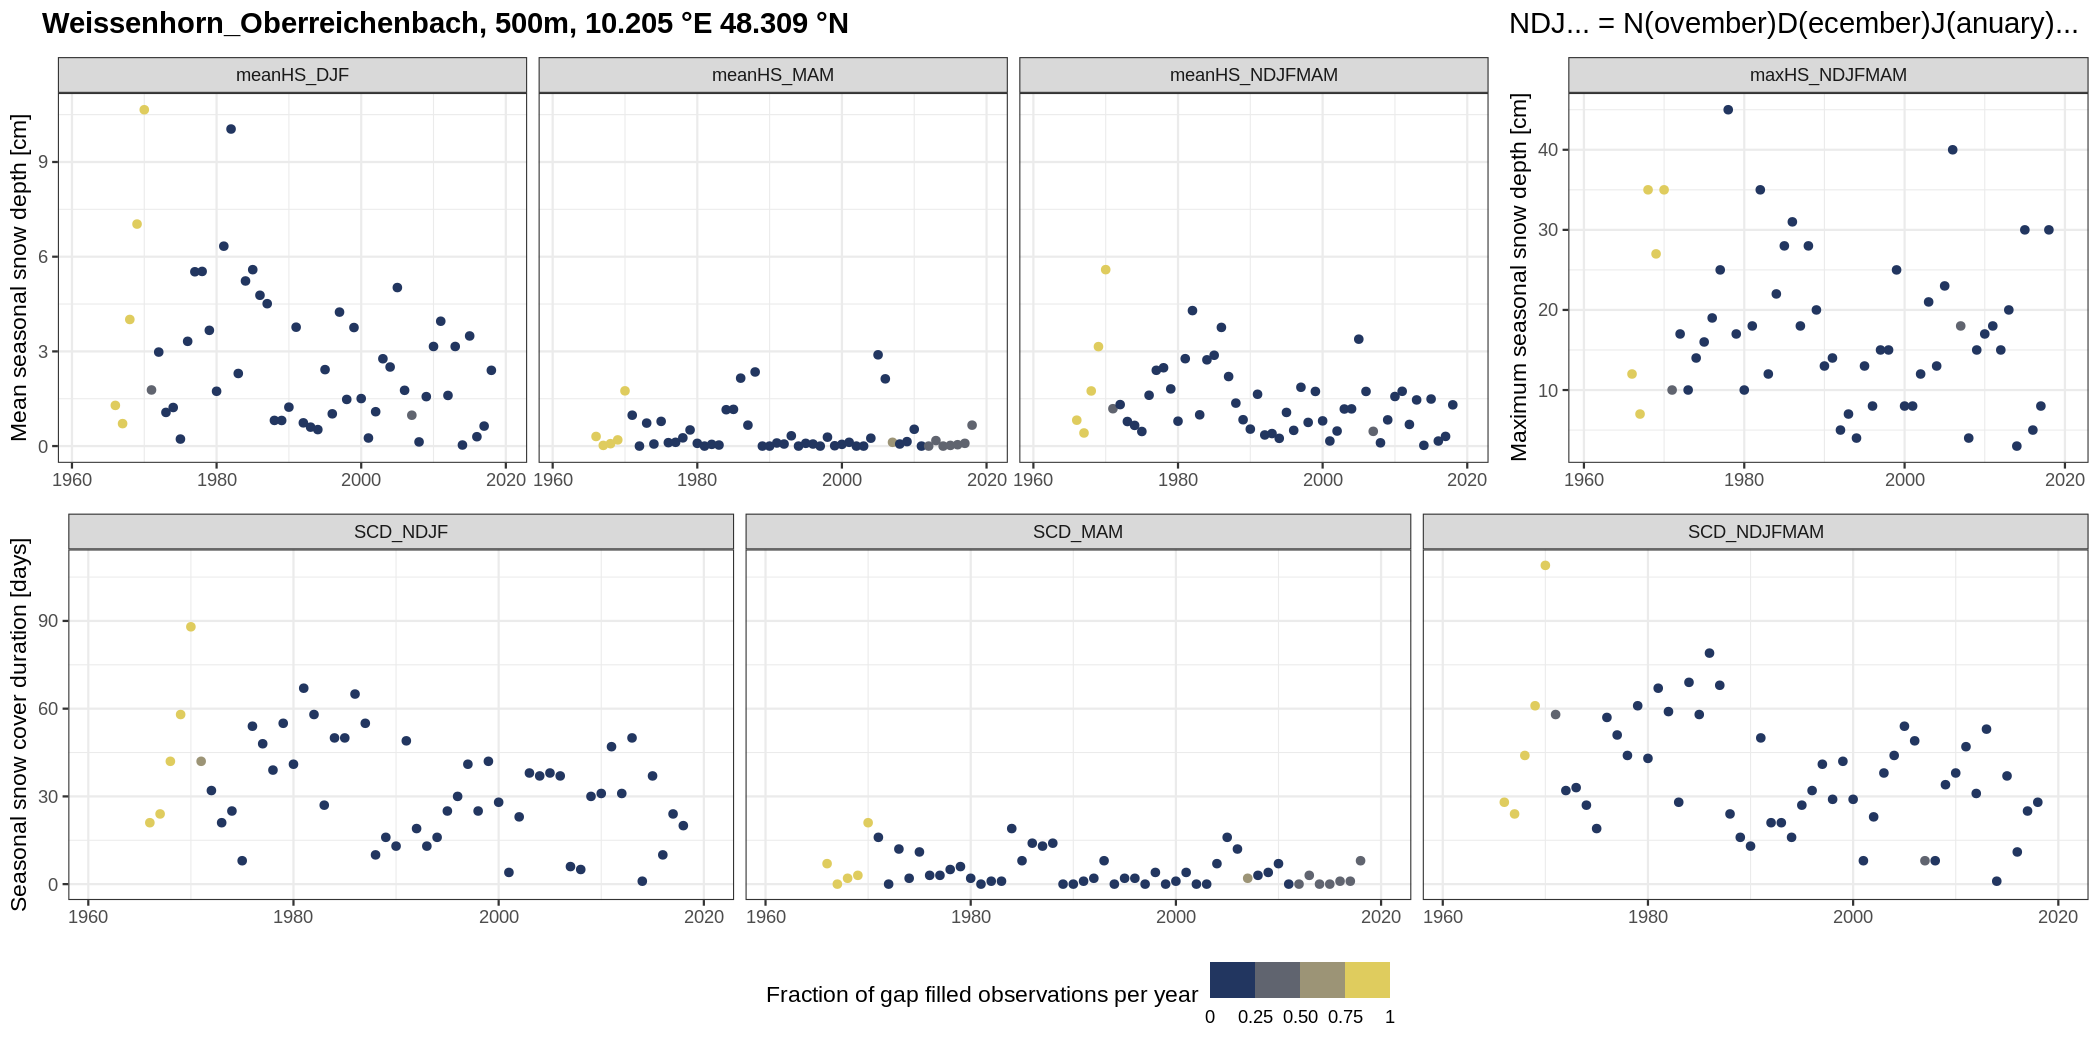 Weissenhorn_Oberreichenbach, 500m, 10.205 °E 48.309 °N
NDJ... = N(ovember)D(ecember)J(anuary)...
meanHS_DJF
meanHS_MAM
meanHS_NDJFMAM
maxHS_NDJFMAM
Mean seasonal snow depth [cm]
9
6
3
0
Maximum seasonal snow depth [cm]
40
30
20
10
1960 1980 2000 2020
1960 1980 2000 2020
1960 1980 2000 2020
1960 1980 2000 2020
SCD_NDJF
SCD_MAM
SCD_NDJFMAM
Seasonal snow cover duration [days]
90
60
30
0
1960 1980 2000 2020
1960 1980 2000 2020
1960 1980 2000 2020
Fraction of gap filled observations per year
0 0.25 0.50 0.75 1